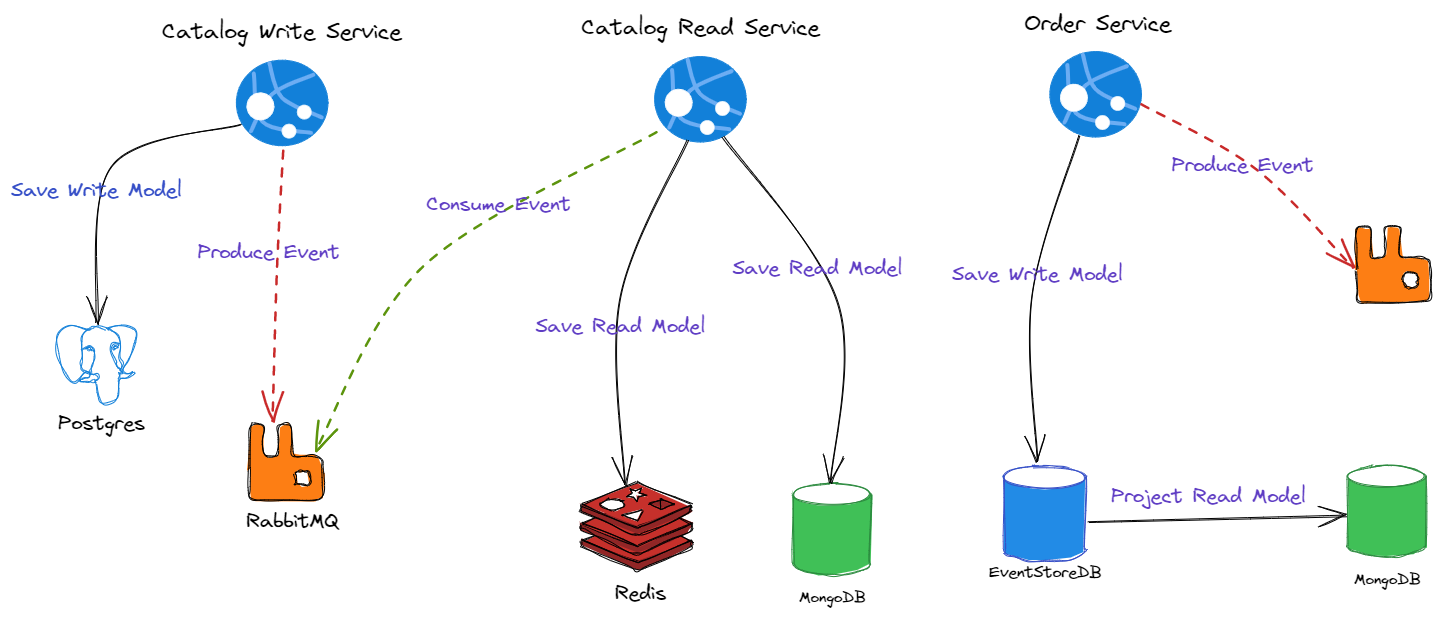 Catalog Write Service
Catalog Read Service
Order Service
Save Write Model
Produce Event
Consume Event
Save Read Model
Save Read Model
Produce Event
Save Write Model
Project Read Model
Postgres
RabbitMQ
Redis
MongoDB
EventStoreDB
MongoDB